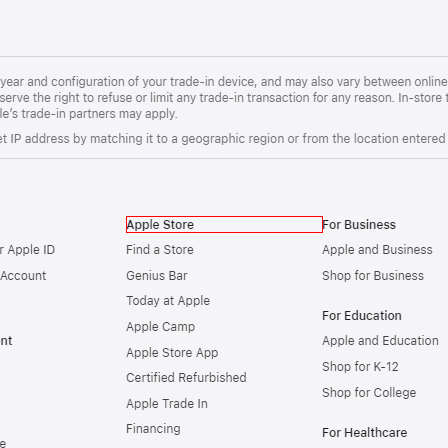 year and configuration of your trade-in device, and may also vary between online
serve the right to refuse or limit any trade-in transaction for any reason. In-store
le's trade-in partners may apply.
IP address by matching it to a geographic region or from the location entered
Apple Store
Find a Store
Genius Bar
Today at Apple
Apple Camp
Apple Store App
Certified Refurbished
Apple Trade In
Financing
For Business
Apple and Business
Shop for Business
For Education
Apple and Education
Shop for K-12
Shop for College
For Healthcare
r Apple ID
Account
nt
e